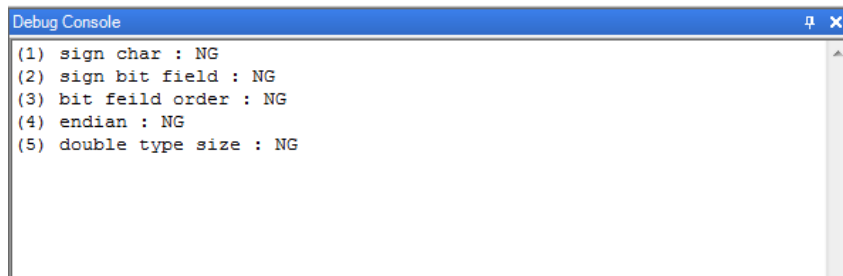 Debug Console
(1) sign char : NG
(2) sign bit field : NG
(3) bit feild order : NG
(4) endian : NG
(5) double type size : NG